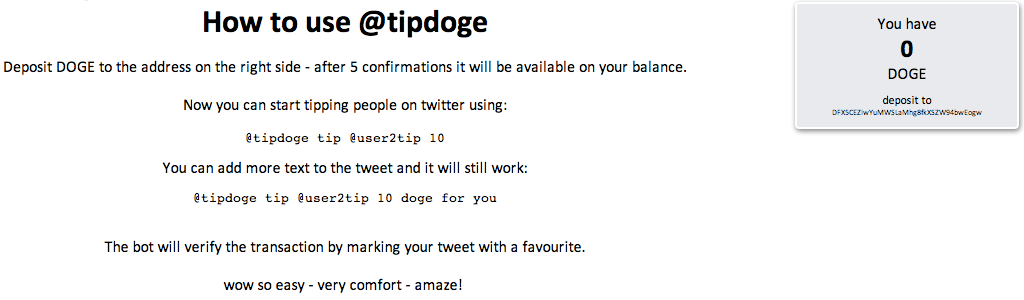 How to use @tipdoge
Deposit DOGE to the address on the right side - after 5 confirmations it will be available on your balance.
Now you can start tipping people on twitter using:
@tipdoge tip @user2tip 10
You can add more text to the tweet and it will still work:
@tipdoge tip @user2tip 10 doge for you
The bot will verify the transaction by marking your tweet with a favourite.
wow so easy - very comfort - amaze!
You have
0
DOGE
deposit to